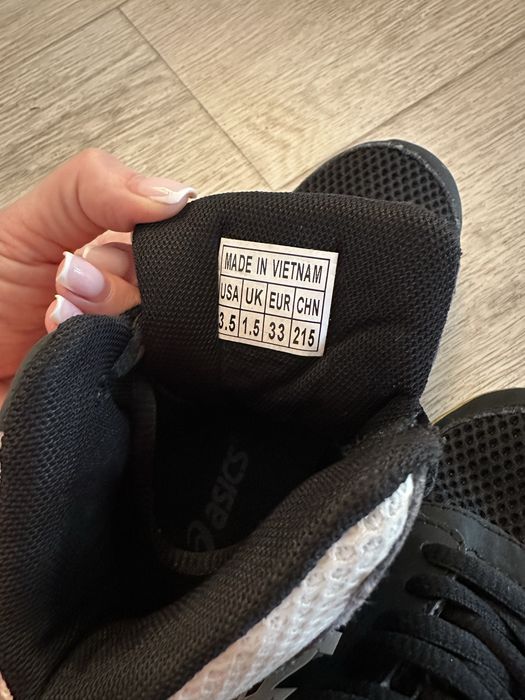 MADE IN VIETNAM
USA UK EUR CHN
3.5 1.5 33 215
asics